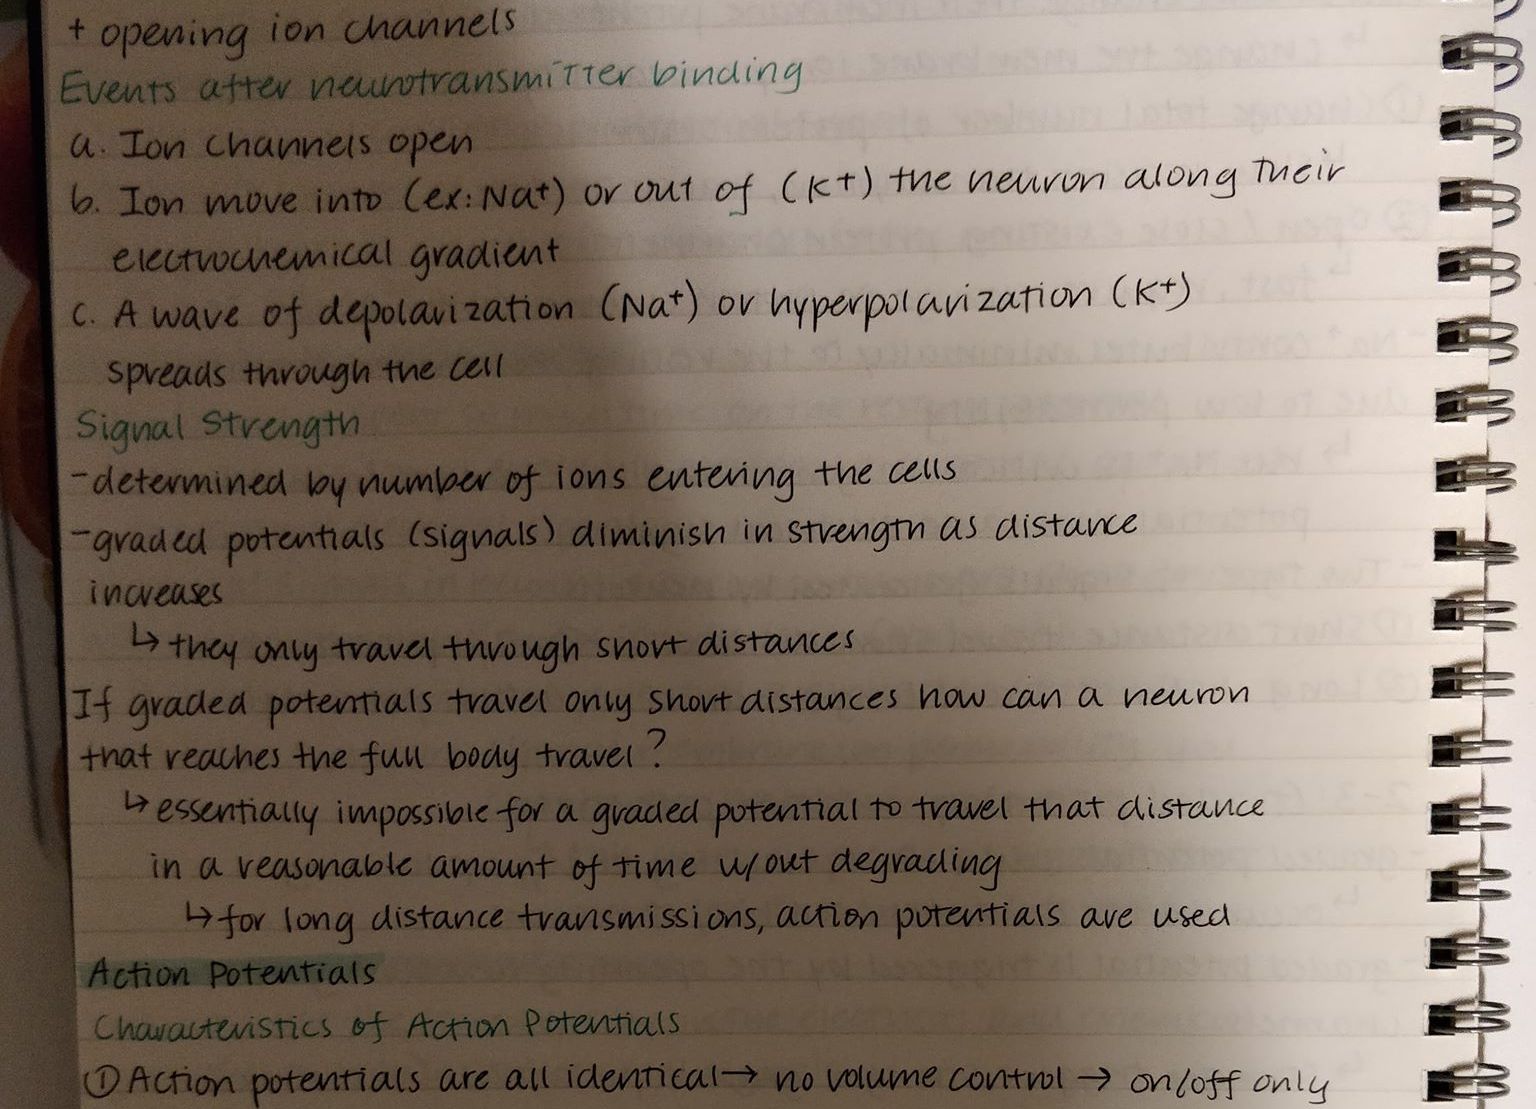 + opening ion channels
Events after neurotransmitter binding
a. Ion channels open
b. Ion move into (ex: Na+) or out of (K+) the neuron along their
electrochemical gradient
c. A wave of depolarization (Na+) or hyperpolarization (K+)
spreads through the cell
Signal Strength
- determined by number of ions entering the cells
- graded potentials (signals) diminish in strength as distance
increases
↳ they only travel through short distances
If graded potentials travel only short distances how can a neuron
that reaches the full body travel?
↳ essentially impossible for a graded potential to travel that distance
in a reasonable amount of time w/out degrading
↳ for long distance transmissions, action potentials are used
Action Potentials
Characteristics of Action Potentials
① Action potentials are all identical → no volume control → on/off only